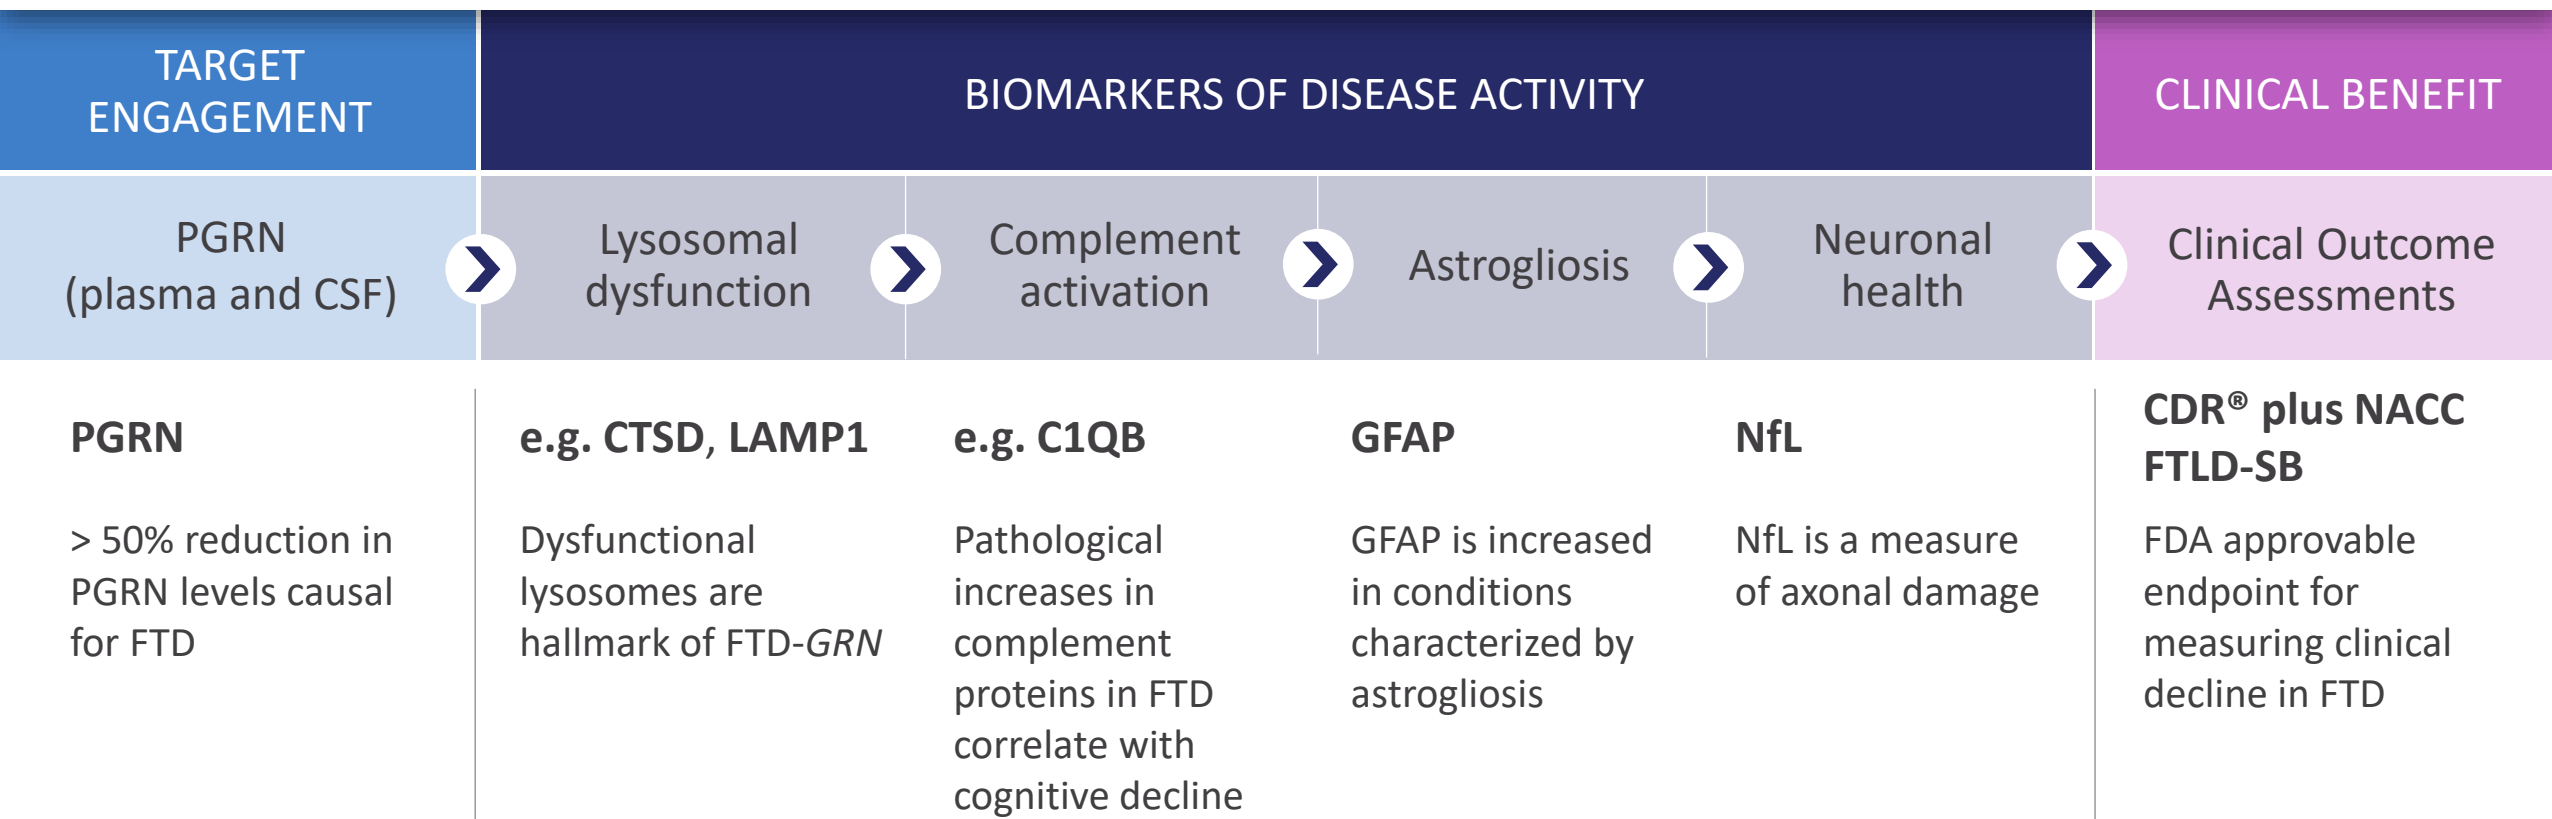 TARGET
ENGAGEMENT
BIOMARKERS OF DISEASE ACTIVITY
CLINICAL BENEFIT
PGRN
(plasma and CSF)
Lysosomal
dysfunction
Complement
activation
Astrogliosis
Neuronal
health
Clinical Outcome
Assessments
PGRN
> 50% reduction in
PGRN levels causal
for FTD
e.g. CTSD, LAMP1
Dysfunctional
lysosomes are
hallmark of FTD-GRN
e.g. C1QB
Pathological
increases in
complement
proteins in FTD
correlate with
cognitive decline
GFAP
GFAP is increased
in conditions
characterized by
astrogliosis
NfL
NfL is a measure
of axonal damage
CDR® plus NACC
FTLD-SB
FDA approvable
endpoint for
measuring clinical
decline in FTD